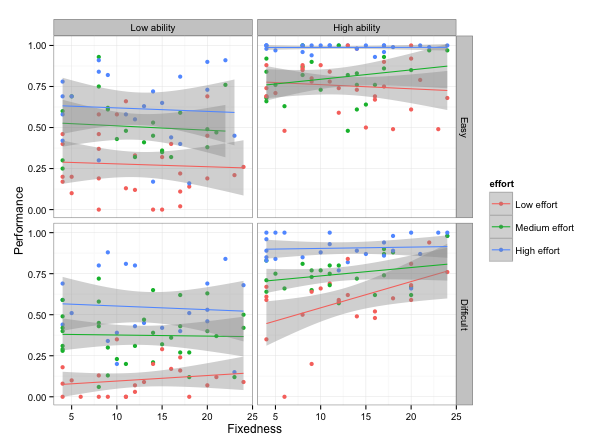 Low ability
High ability
1.00
0.75
0.50
0.25
0.00
Easy
1.00
0.75
0.50
0.25
0.00
Difficult
Performance
5
10
15
20
25
5
10
15
20
25
Fixedness
effort
Low effort
Medium effort
High effort